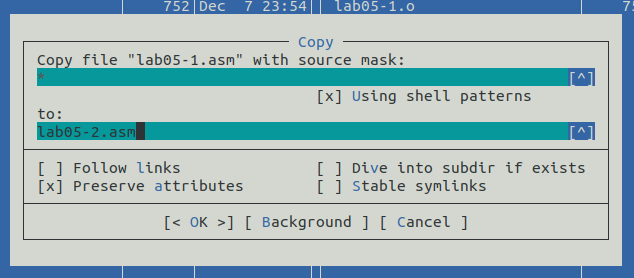 752 Dec 7 23:54 lab05-1.o
Copy
Copy file "lab05-1.asm" with source mask:
* [^]
[x] Using shell patterns
to:
lab05-2.asm [^]
[ ] Follow links [ ] Dive into subdir if exists
[x] Preserve attributes [ ] Stable symlinks
[< OK >] [ Background ] [ Cancel ]